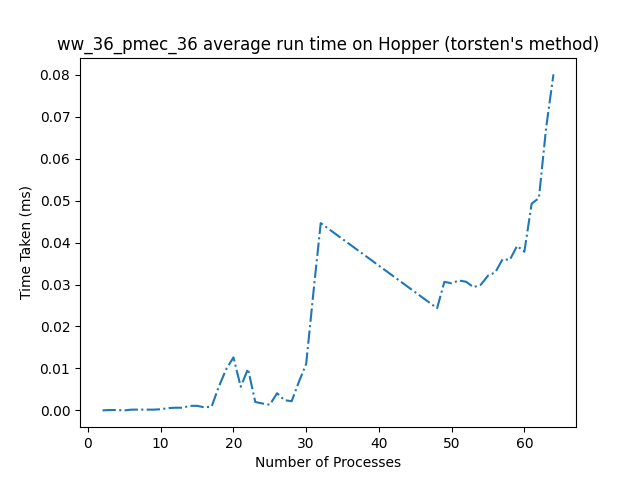 ww_36_pmec_36 average run time on Hopper (torsten's method)
0.08
0.07
0.06
0.05
0.04
0.03
0.02
0.01
0.00
Time Taken (ms)
0 10 20 30 40 50 60
Number of Processes